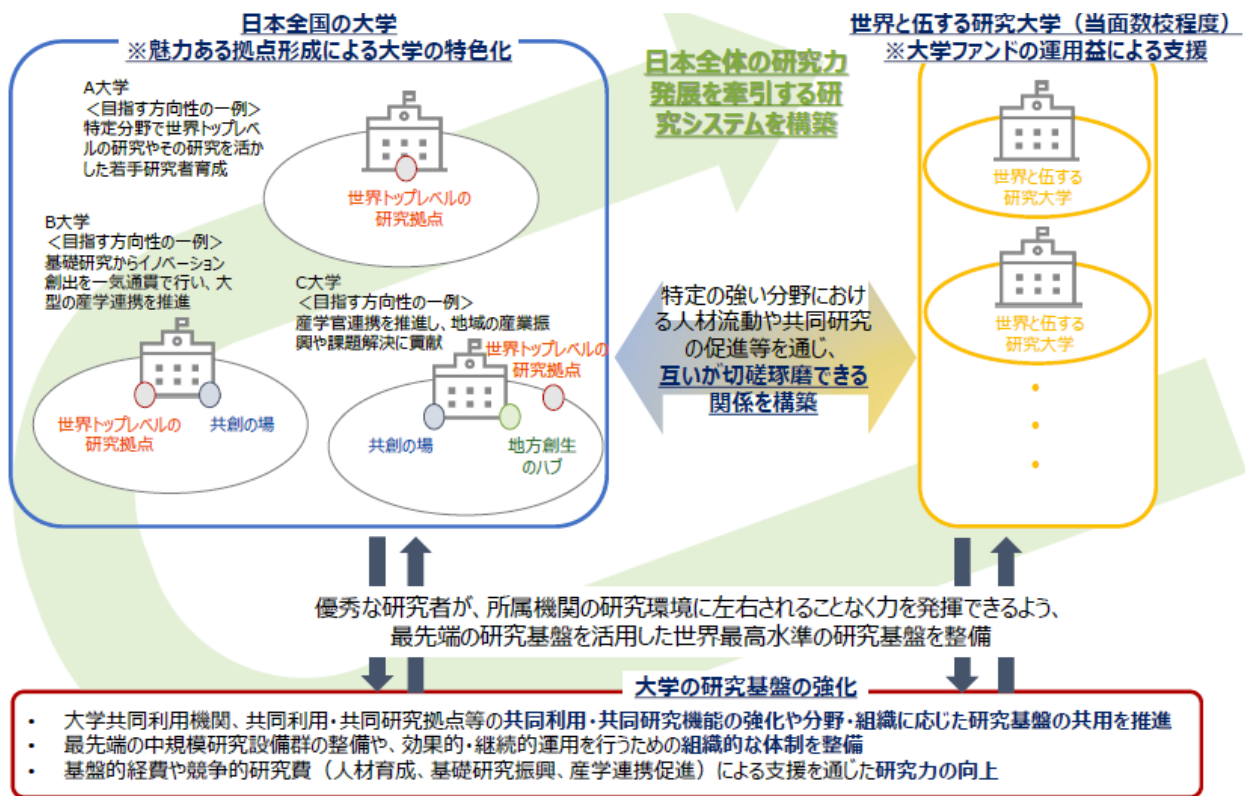 日本全国の大学
※魅力ある拠点形成による大学の特色化
A大学
＜目指す方向性の一例＞
特定分野で世界トップレベ
ルの研究やその研究を活か
した若手研究者育成
世界トップレベルの
研究拠点
B大学
＜目指す方向性の一例＞
基礎研究からイノベーション
創出を一気通貫で行い、大
型の産学連携を推進
世界トップレベルの
研究拠点
共創の場
C大学
＜目指す方向性の一例＞
産学官連携を推進し、地域の産業振
興や課題解決に貢献
世界トップレベルの
研究拠点
共創の場
地方創生
のハブ
日本全体の研究力
発展を牽引する研
究システムを構築
特定の強い分野におけ
る人材流動や共同研究
の促進等を通じ、
互いが切磋琢磨できる
関係を構築
世界と伍する研究大学（当面数校程度）
※大学ファンドの運用益による支援
世界と伍する
研究大学
世界と伍する
研究大学
優秀な研究者が、所属機関の研究環境に左右されることなく力を発揮できるよう、
最先端の研究基盤を活用した世界最高水準の研究基盤を整備
大学の研究基盤の強化
• 大学共同利用機関、共同利用・共同研究拠点等の共同利用・共同研究機能の強化や分野・組織に応じた研究基盤の共用を推進
• 最先端の中規模研究設備群の整備や、効果的・継続的運用を行うための組織的な体制を整備
• 基盤的経費や競争的研究費（人材育成、基礎研究振興、産学連携促進）による支援を通じた研究力の向上